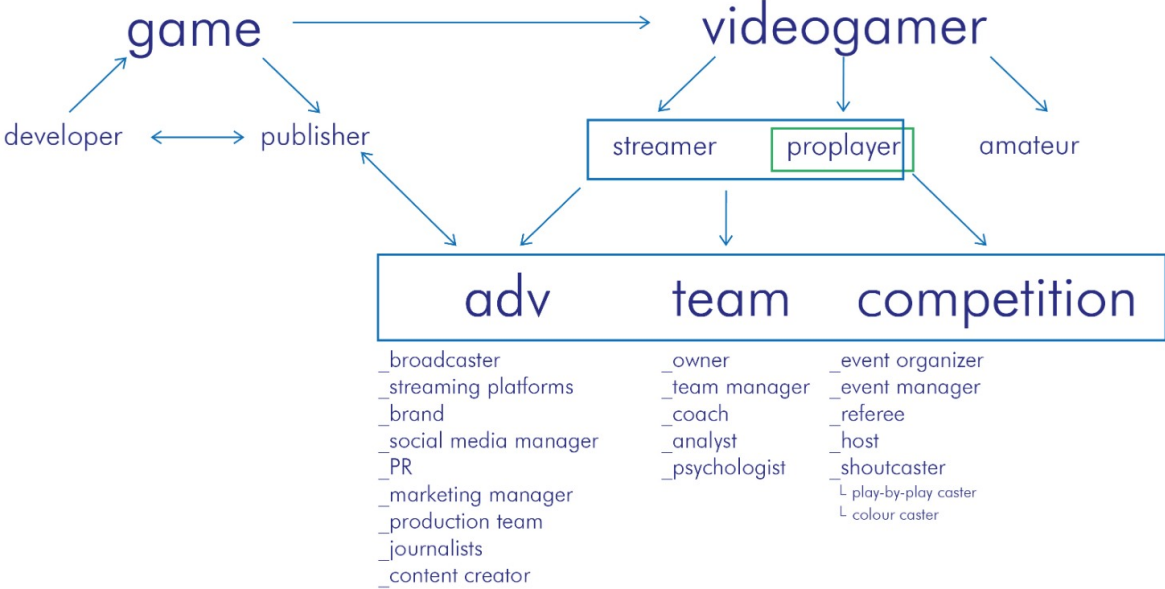 game
videogamer
developer
publisher
streamer
proplayer
amateur
adv
team
competition
_broadcaster
_streaming platforms
_brand
_social media manager
_PR
_marketing manager
_production team
_journalists
_content creator
_owner
_team manager
_coach
_analyst
_psychologist
_event organizer
_event manager
_referee
_host
_shoutcaster
└ play-by-play caster
└ colour caster